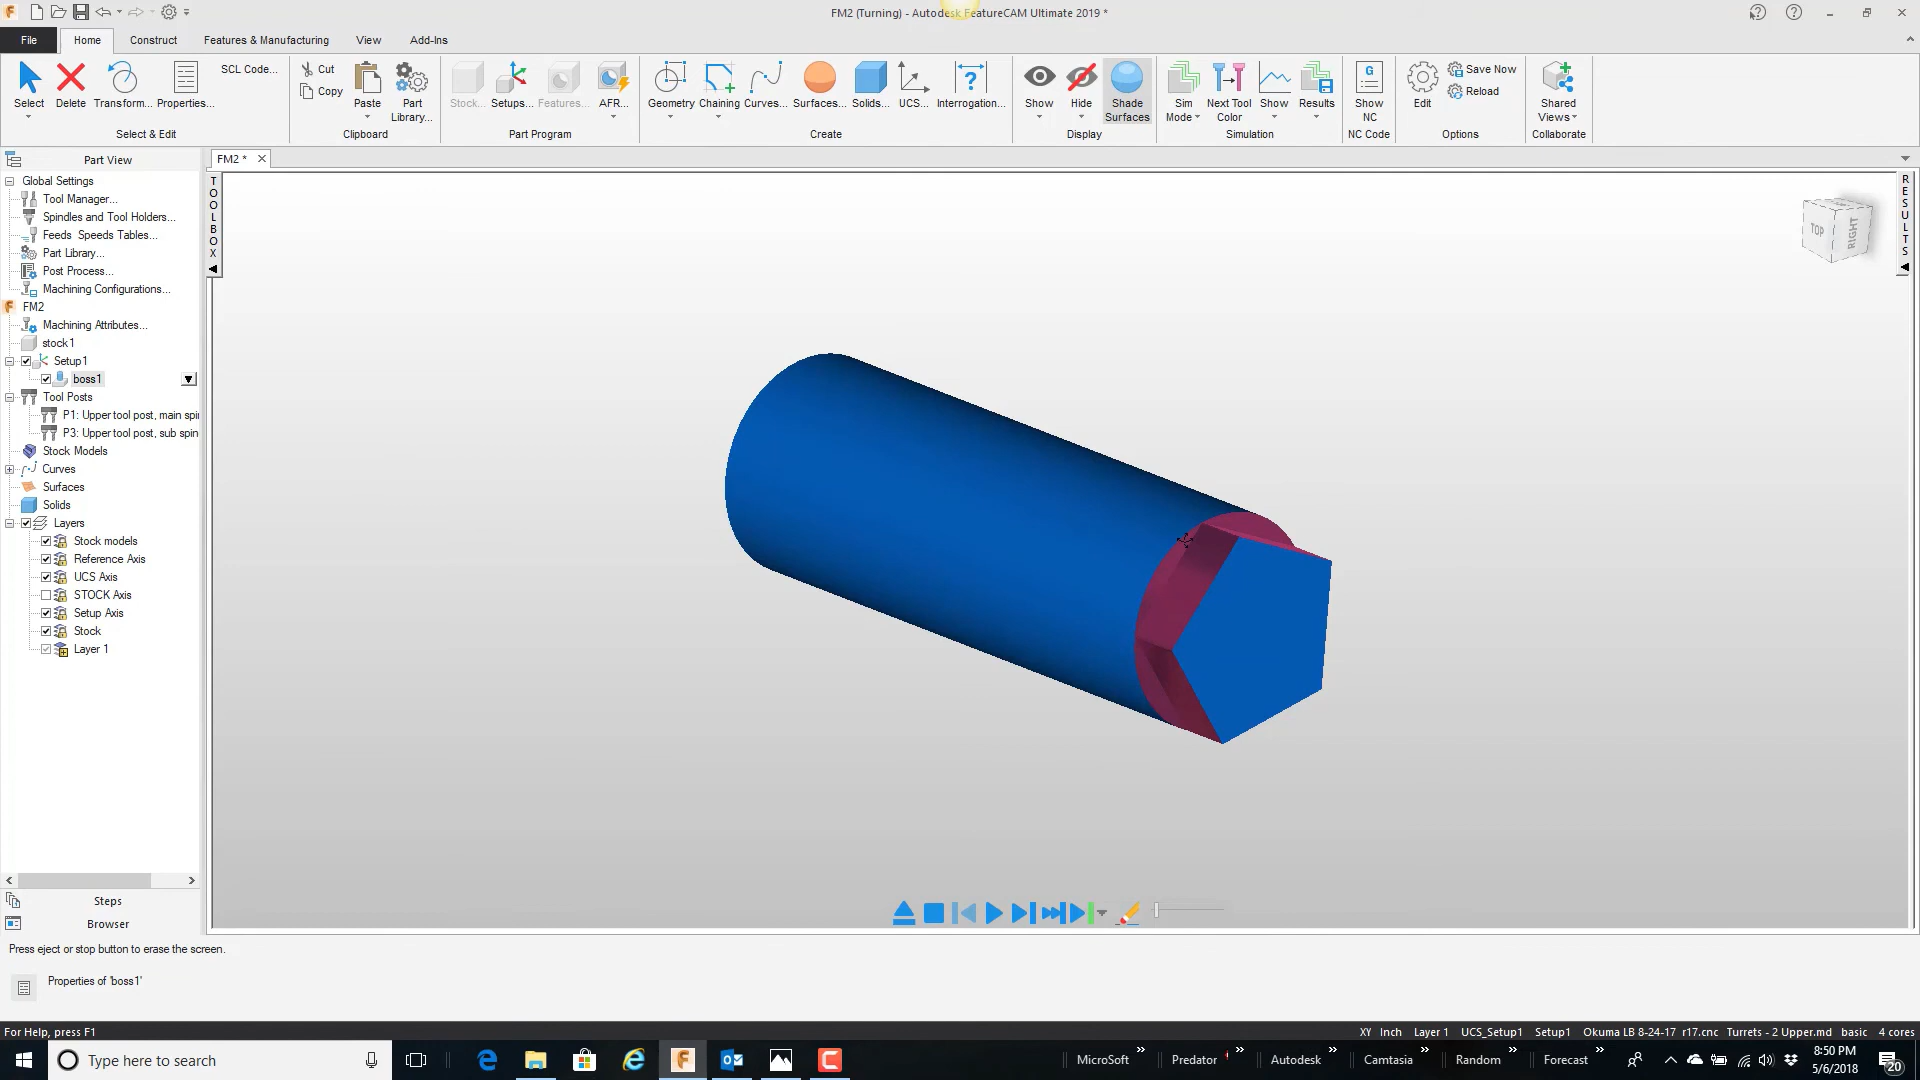 FM2 (Turning) - Autodesk FeatureCAM Ultimate 2019 *
File Home Construct Features & Manufacturing View Add-Ins
Select Delete Transform... Properties... SCL Code...
Select & Edit
Cut Copy Paste Part Library...
Clipboard
Stock... Setups... Features... AFR...
Part Program
Geometry Chaining Curves... Surfaces... Solids... UCS... Interrogation...
Create
Show Hide Shade Surfaces
Display
Sim Mode Next Tool Color Show Results
Simulation
Show NC
NC Code
Edit Save Now Reload
Options
Shared Views
Collaborate
Part View
FM2 *
Global Settings
Tool Manager...
Spindles and Tool Holders...
Feeds Speeds Tables...
Part Library...
Post Process...
Machining Configurations...
FM2
Machining Attributes...
stock1
Setup1
boss1
Tool Posts
P1: Upper tool post, main spi
P3: Upper tool post, sub spin
Stock Models
Curves
Surfaces
Solids
Layers
Stock models
Reference Axis
UCS Axis
STOCK Axis
Setup Axis
Stock
Layer 1
Steps
Browser
TOOLBOX
TOP RIGHT
RESULTS
Press eject or stop button to erase the screen.
Properties of 'boss1'
For Help, press F1
XY Inch Layer 1 UCS_Setup1 Setup1 Okuma LB 8-24-17 r17.cnc Turrets - 2 Upper.md basic 4 cores
Type here to search
MicroSoft Predator Autodesk Camtasia Random Forecast
8:50 PM
5/6/2018
20